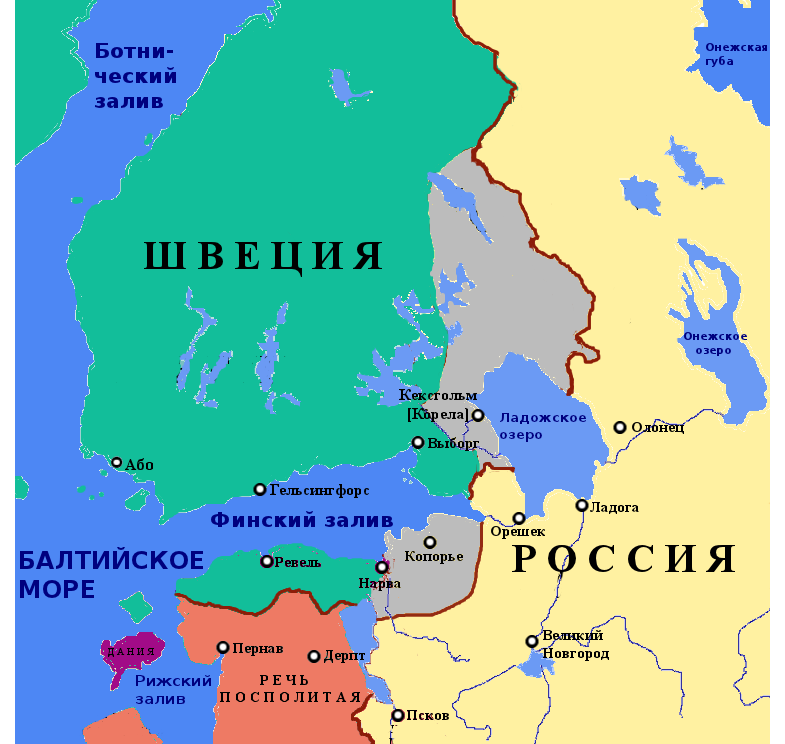 Ботни-
ческий
залив
Онежская
губа
ШВЕЦИЯ
Онежское
озеро
Кексгольм
[Корела]
Ладожское
озеро
Олонец
Выборг
Або
Гельсингфорс
Ладога
Финский залив
Орешек
БАЛТИЙСКОЕ
МОРЕ
Ревель
Копорье
РОССИЯ
Нарва
Великий
Новгород
ДАНИЯ
Пернав
Дерпт
Рижский
залив
РЕЧЬ
ПОСПОЛИТАЯ
Псков